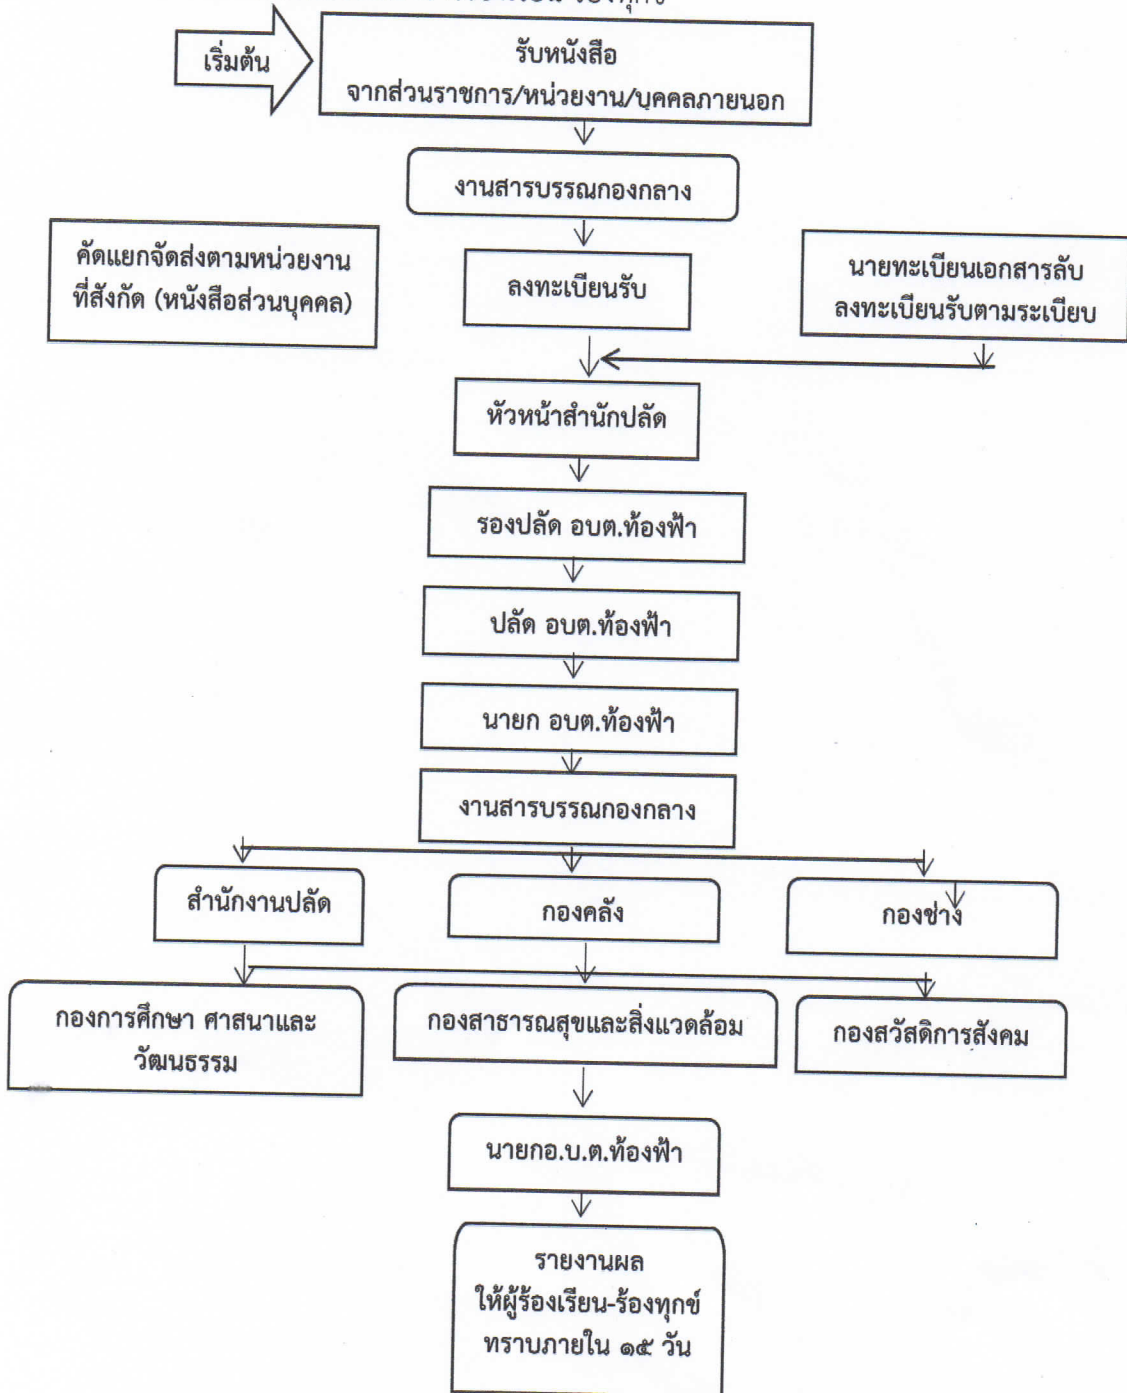 เริ่มต้น
รับหนังสือ
จากส่วนราชการ/หน่วยงาน/บุคคลภายนอก
งานสารบรรณกองกลาง
คัดแยกจัดส่งตามหน่วยงาน
ที่สังกัด (หนังสือส่วนบุคคล)
ลงทะเบียนรับ
นายทะเบียนเอกสารลับ
ลงทะเบียนรับตามระเบียบ
หัวหน้าสำนักปลัด
รองปลัด อบต.ท้องฟ้า
ปลัด อบต.ท้องฟ้า
นายก อบต.ท้องฟ้า
งานสารบรรณกองกลาง
สำนักงานปลัด
กองคลัง
กองช่าง
กองการศึกษา ศาสนาและ
วัฒนธรรม
กองสาธารณสุขและสิ่งแวดล้อม
กองสวัสดิการสังคม
นายกอ.บ.ต.ท้องฟ้า
รายงานผล
ให้ผู้ร้องเรียน-ร้องทุกข์
ทราบภายใน ๑๕ วัน